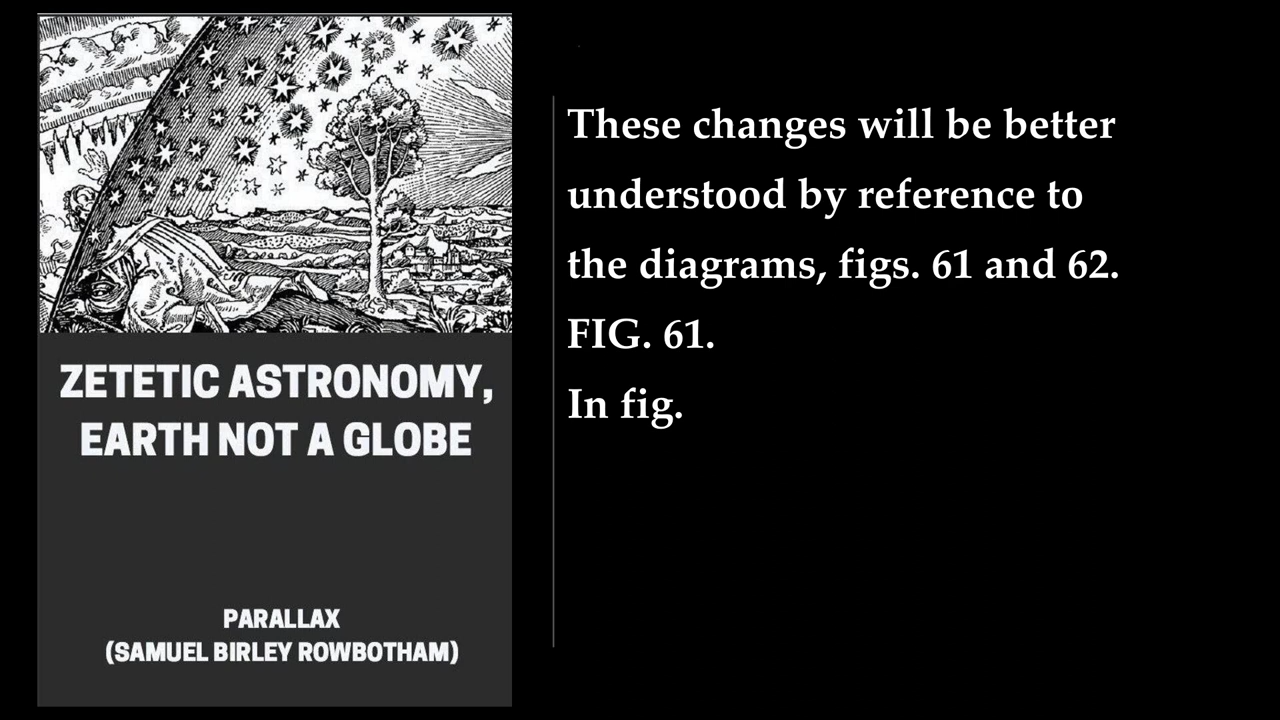 ZETETIC ASTRONOMY,
EARTH NOT A GLOBE
PARALLAX
(SAMUEL BIRLEY ROWBOTHAM)
These changes will be better
understood by reference to
the diagrams, figs. 61 and 62.
FIG. 61.
In fig.